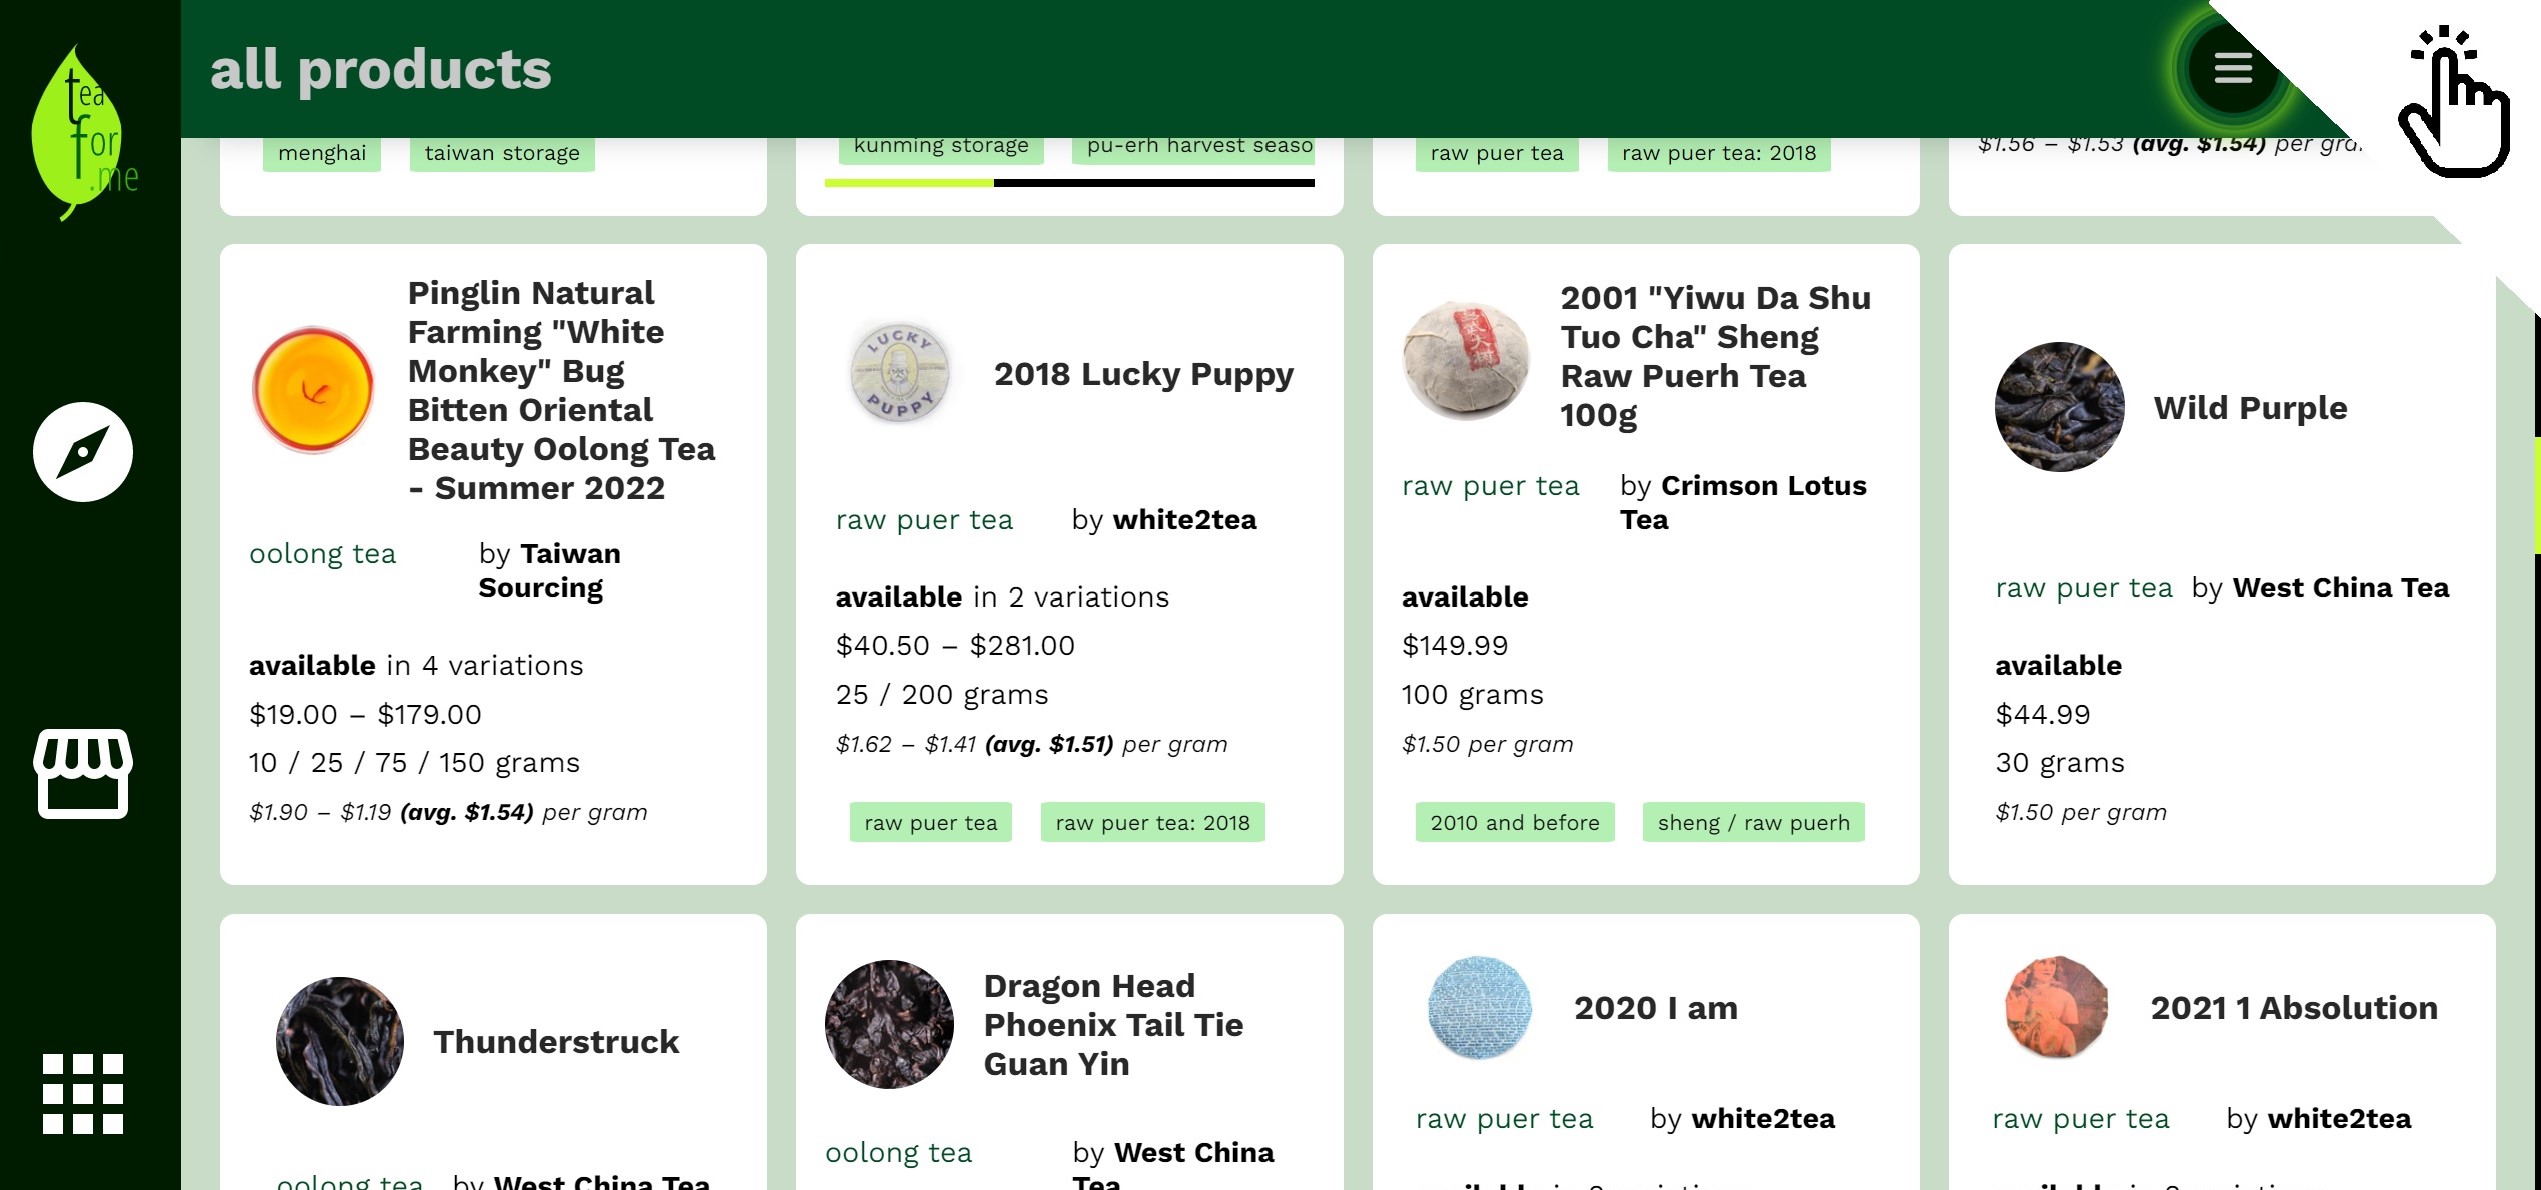 tea
for
.me
all products
menghai
taiwan storage
kunming storage
pu-erh harvest seaso
raw puer tea
raw puer tea: 2018
$1.56 – $1.53 (avg. $1.54) per gra
Pinglin Natural
Farming "White
Monkey" Bug
Bitten Oriental
Beauty Oolong Tea
- Summer 2022
oolong tea
by Taiwan
Sourcing
available in 4 variations
$19.00 – $179.00
10 / 25 / 75 / 150 grams
$1.90 – $1.19 (avg. $1.54) per gram
LUCKY
PUPPY
2018 Lucky Puppy
raw puer tea
by white2tea
available in 2 variations
$40.50 – $281.00
25 / 200 grams
$1.62 – $1.41 (avg. $1.51) per gram
raw puer tea
raw puer tea: 2018
2001 "Yiwu Da Shu
Tuo Cha" Sheng
Raw Puerh Tea
100g
raw puer tea
by Crimson Lotus
Tea
available
$149.99
100 grams
$1.50 per gram
2010 and before
sheng / raw puerh
Wild Purple
raw puer tea
by West China Tea
available
$44.99
30 grams
$1.50 per gram
Thunderstruck
oolong tea
by West China Tea
Dragon Head
Phoenix Tail Tie
Guan Yin
oolong tea
by West China
Tea
2020 I am
raw puer tea
by white2tea
2021 1 Absolution
raw puer tea
by white2tea